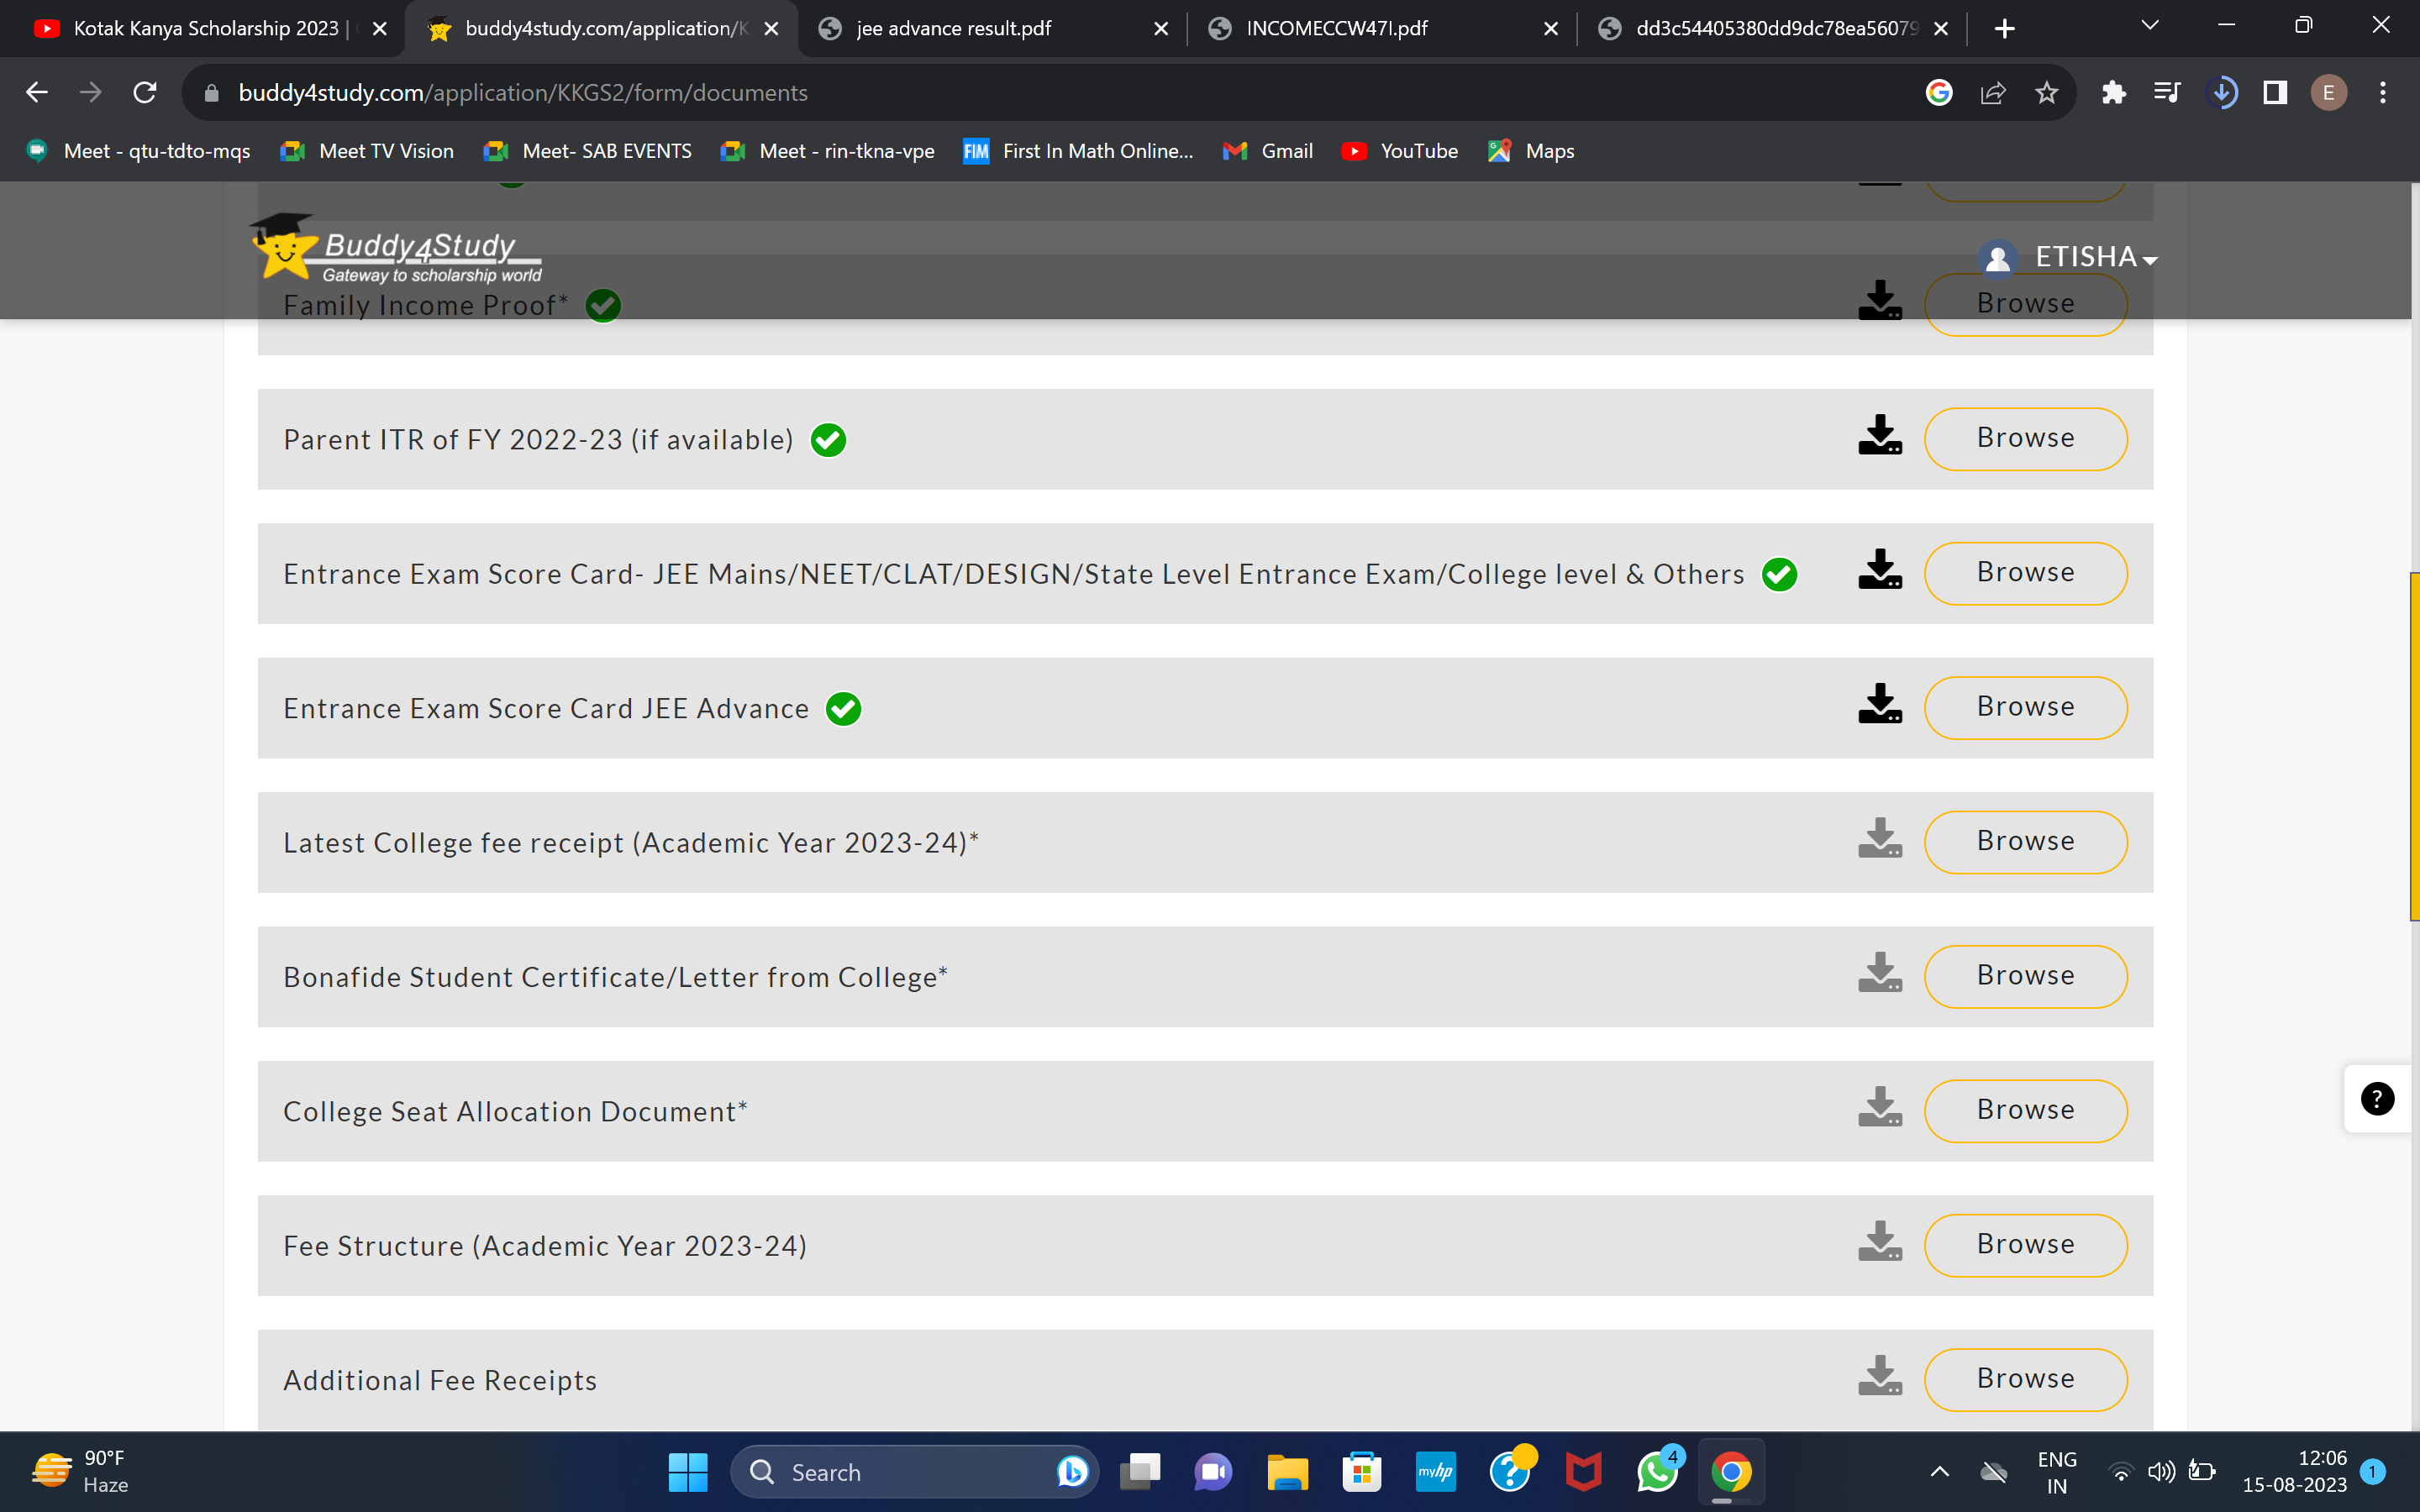 Kotak Kanya Scholarship 2023 |
buddy4study.com/application/K
jee advance result.pdf
INCOMECCW47I.pdf
dd3c54405380dd9dc78ea56079
buddy4study.com/application/KKGS2/form/documents
E
Meet - qtu-tdto-mqs
Meet TV Vision
Meet- SAB EVENTS
Meet - rin-tkna-vpe
FIM First In Math Online...
Gmail
YouTube
Maps
Buddy4Study
Gateway to scholarship world
ETISHA
Family Income Proof*
Browse
Parent ITR of FY 2022-23 (if available)
Browse
Entrance Exam Score Card- JEE Mains/NEET/CLAT/DESIGN/State Level Entrance Exam/College level & Others
Browse
Entrance Exam Score Card JEE Advance
Browse
Latest College fee receipt (Academic Year 2023-24)*
Browse
Bonafide Student Certificate/Letter from College*
Browse
College Seat Allocation Document*
Browse
?
Fee Structure (Academic Year 2023-24)
Browse
Additional Fee Receipts
Browse
90°F
Haze
Search
myhp
?
4
ENG
IN
12:06
15-08-2023
1